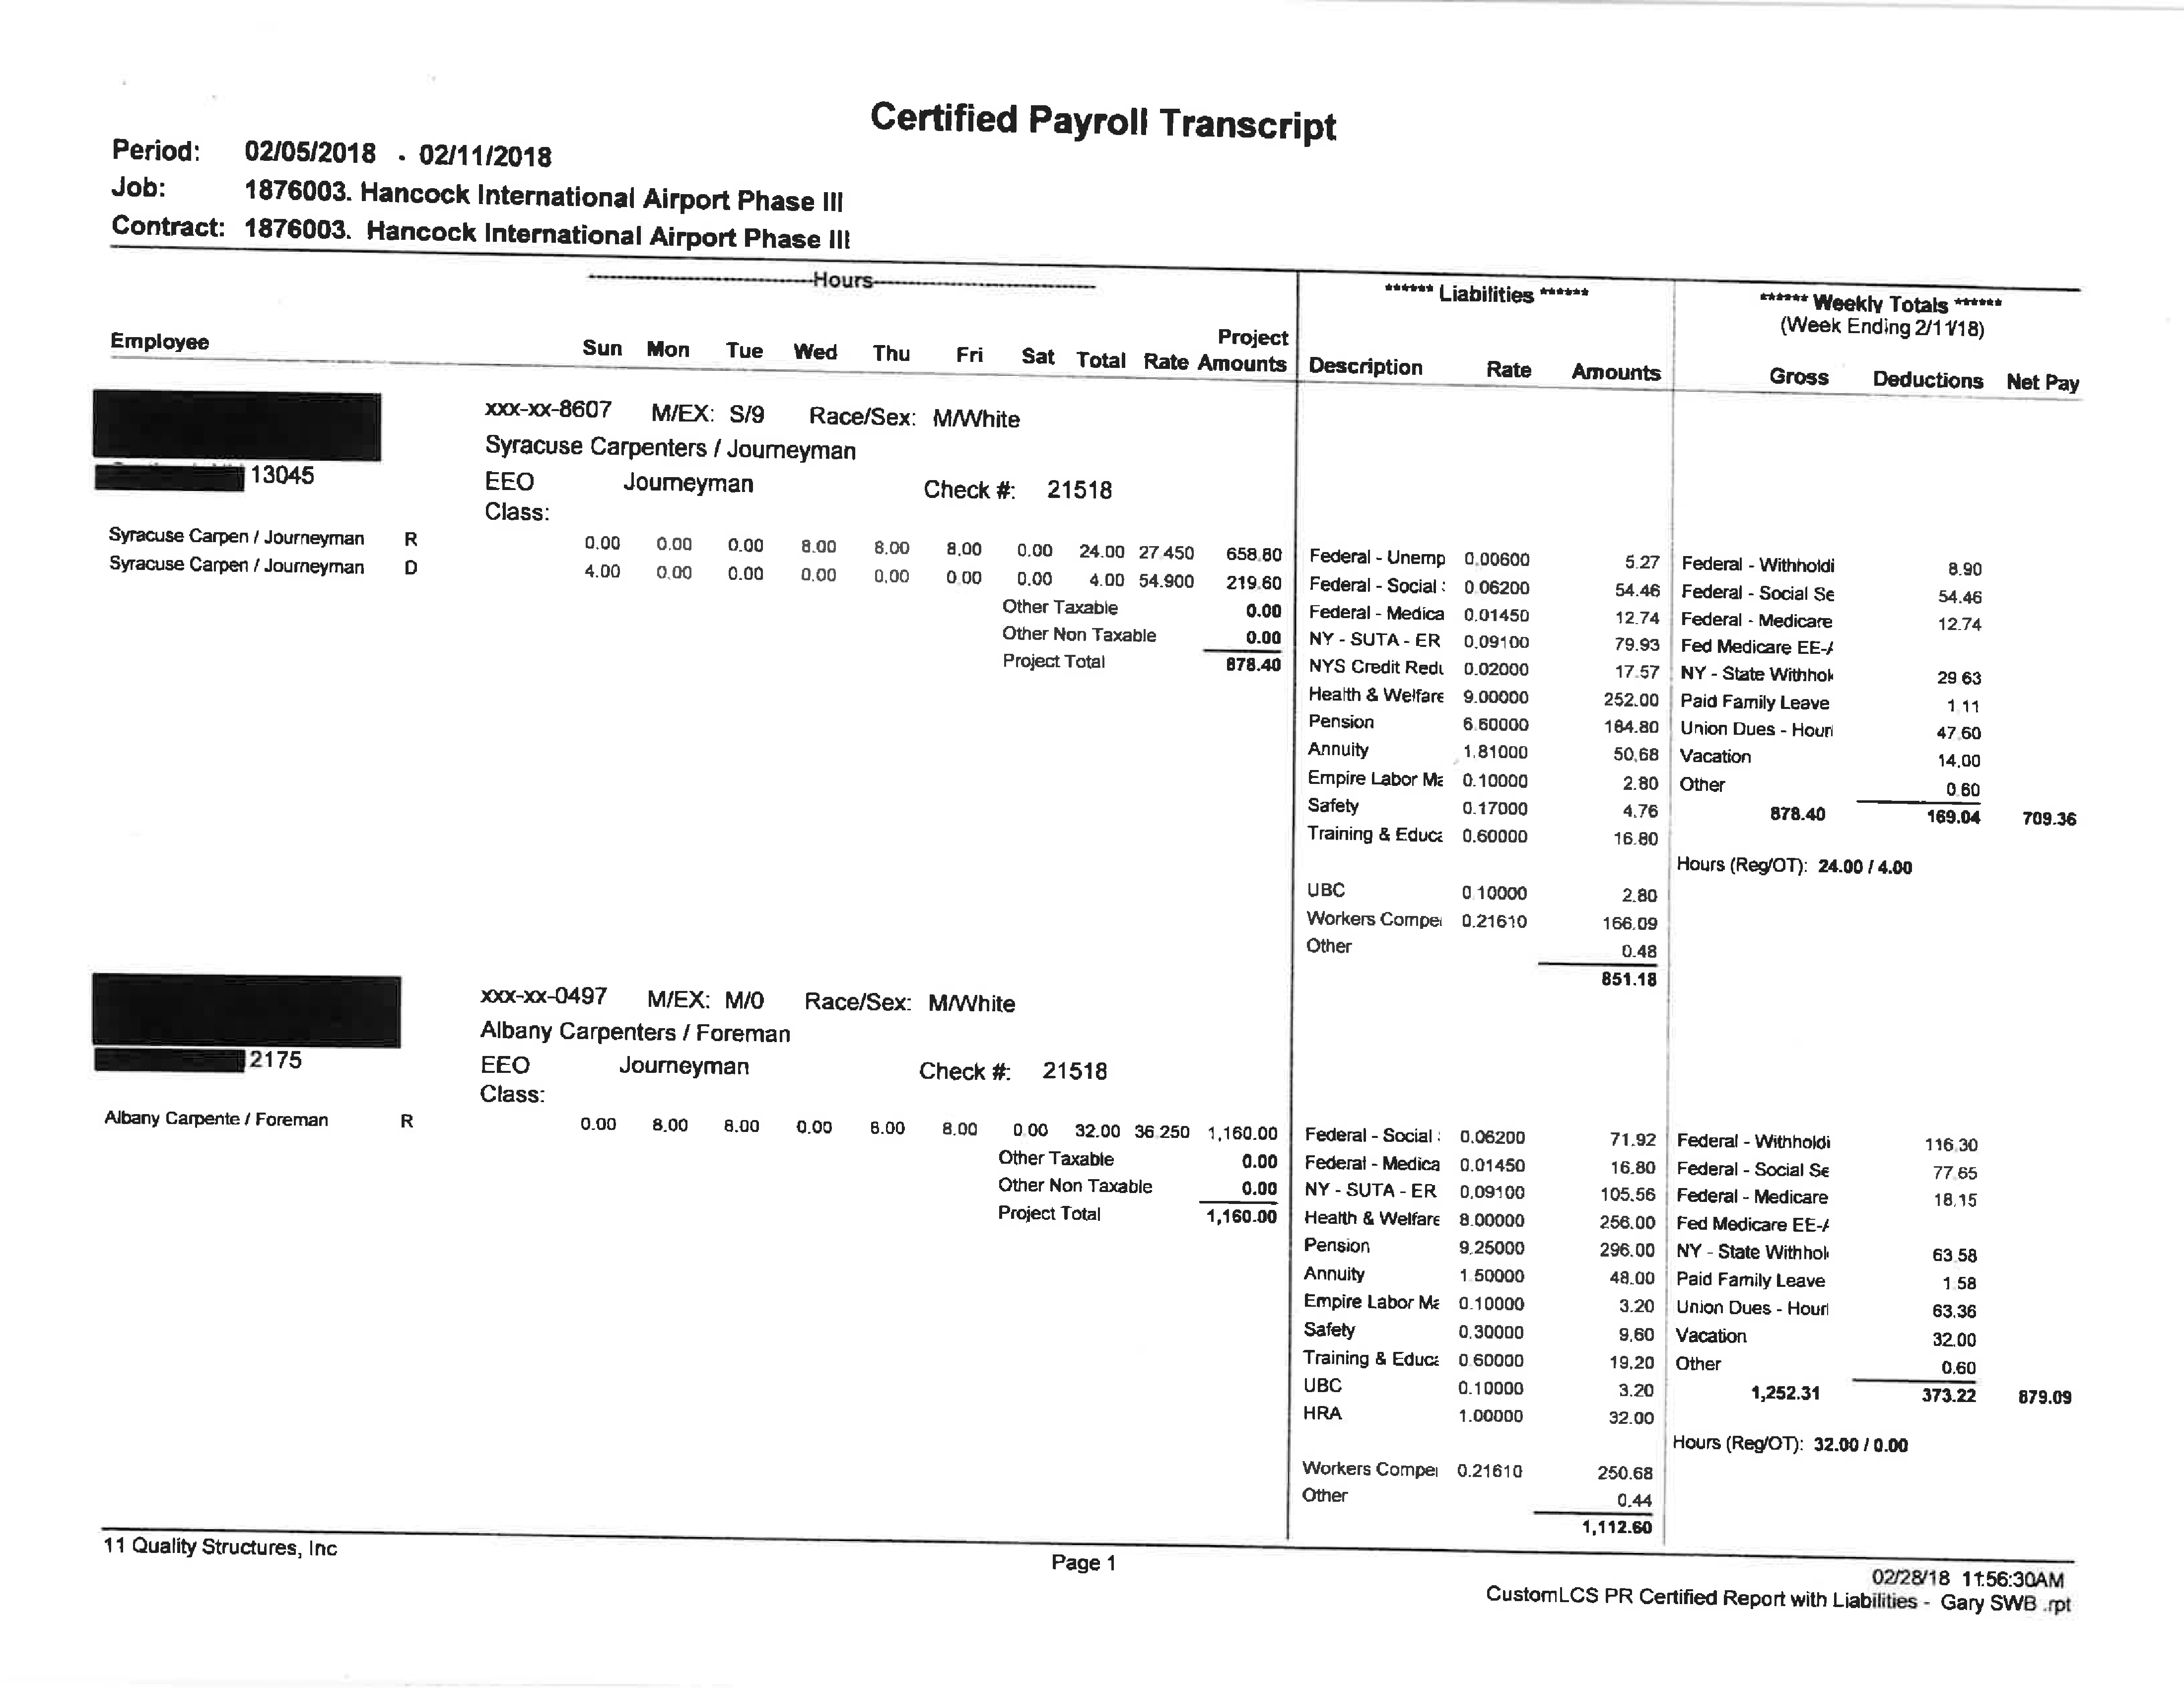 Certified Payroll Transcript
Period: 02/05/2018 - 02/11/2018
Job: 1876003. Hancock International Airport Phase III
Contract: 1876003. Hancock International Airport Phase III
Hours
****** Liabilities ******
****** Weekly Totals ******
(Week Ending 2/11/18)
Employee Sun Mon Tue Wed Thu Fri Sat Total Rate Project Amounts Description Rate Amounts Gross Deductions Net Pay
xxx-xx-8607 M/EX: S/9 Race/Sex: M/White
Syracuse Carpenters / Journeyman
13045
EEO Class: Journeyman Check #: 21518
Syracuse Carpen / Journeyman R 0.00 0.00 0.00 8.00 8.00 8.00 0.00 24.00 27.450 658.80
Syracuse Carpen / Journeyman D 4.00 0.00 0.00 0.00 0.00 0.00 0.00 4.00 54.900 219.60
Other Taxable 0.00
Other Non Taxable 0.00
Project Total 878.40
Federal - Unemp 0.00600 5.27
Federal - Social : 0.06200 54.46
Federal - Medica 0.01450 12.74
NY - SUTA - ER 0.09100 79.93
NYS Credit Redu 0.02000 17.57
Health & Welfare 9.00000 252.00
Pension 6.60000 184.80
Annuity 1.81000 50.68
Empire Labor Ma 0.10000 2.80
Safety 0.17000 4.76
Training & Educa 0.60000 16.80
UBC 0.10000 2.80
Workers Compe 0.21610 166.09
Other 0.48
851.18
Federal - Withholdi 8.90
Federal - Social Se 54.46
Federal - Medicare 12.74
Fed Medicare EE-A
NY - State Withhol 29.63
Paid Family Leave 1.11
Union Dues - Hourl 47.60
Vacation 14.00
Other 0.60
878.40 169.04 709.36
Hours (Reg/OT): 24.00 / 4.00
xxx-xx-0497 M/EX: M/0 Race/Sex: M/White
Albany Carpenters / Foreman
2175
EEO Class: Journeyman Check #: 21518
Albany Carpente / Foreman R 0.00 8.00 8.00 0.00 8.00 8.00 0.00 32.00 36.250 1,160.00
Other Taxable 0.00
Other Non Taxable 0.00
Project Total 1,160.00
Federal - Social : 0.06200 71.92
Federal - Medica 0.01450 16.80
NY - SUTA - ER 0.09100 105.56
Health & Welfare 8.00000 256.00
Pension 9.25000 296.00
Annuity 1.50000 48.00
Empire Labor Ma 0.10000 3.20
Safety 0.30000 9.60
Training & Educa 0.60000 19.20
UBC 0.10000 3.20
HRA 1.00000 32.00
Workers Compe 0.21610 250.68
Other 0.44
1,112.60
Federal - Withholdi 116.30
Federal - Social Se 77.65
Federal - Medicare 18.15
Fed Medicare EE-A
NY - State Withhol 63.58
Paid Family Leave 1.58
Union Dues - Hourl 63.36
Vacation 32.00
Other 0.60
1,252.31 373.22 879.09
Hours (Reg/OT): 32.00 / 0.00
11 Quality Structures, Inc
Page 1
02/28/18 11:56:30AM
CustomLCS PR Certified Report with Liabilities - Gary SWB .rpt